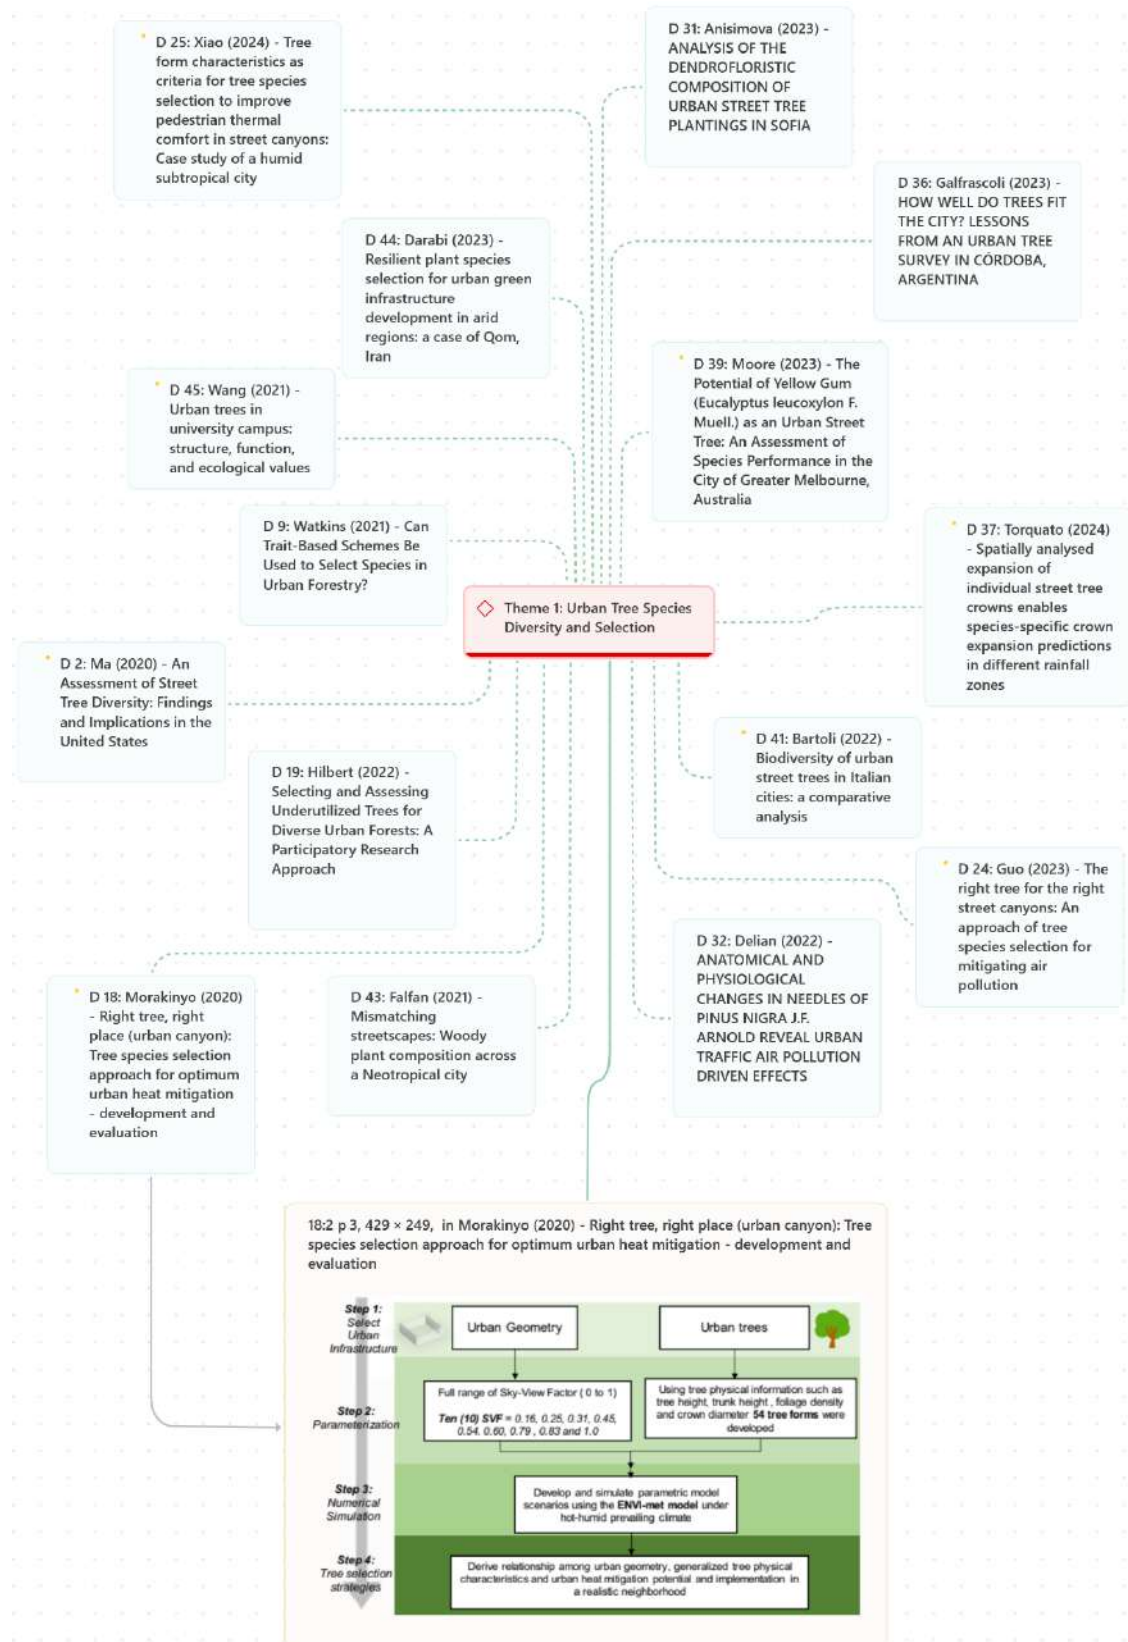 D 25: Xiao (2024) - Tree
form characteristics as
criteria for tree species
selection to improve
pedestrian thermal
comfort in street canyons:
Case study of a humid
subtropical city
D 31: Anisimova (2023) -
ANALYSIS OF THE
DENDROFLORISTIC
COMPOSITION OF
URBAN STREET TREE
PLANTINGS IN SOFIA
D 36: Galfrascoli (2023) -
HOW WELL DO TREES FIT
THE CITY? LESSONS
FROM AN URBAN TREE
SURVEY IN CÓRDOBA,
ARGENTINA
D 44: Darabi (2023) -
Resilient plant species
selection for urban green
infrastructure
development in arid
regions: a case of Qom,
Iran
D 39: Moore (2023) - The
Potential of Yellow Gum
(Eucalyptus leucoxylon F.
Muell.) as an Urban Street
Tree: An Assessment of
Species Performance in the
City of Greater Melbourne,
Australia
D 45: Wang (2021) -
Urban trees in
university campus:
structure, function,
and ecological values
D 9: Watkins (2021) - Can
Trait-Based Schemes Be
Used to Select Species in
Urban Forestry?
D 37: Torquato (2024)
- Spatially analysed
expansion of
individual street tree
crowns enables
species-specific crown
expansion predictions
in different rainfall
zones
Theme 1: Urban Tree Species
Diversity and Selection
D 2: Ma (2020) - An
Assessment of Street
Tree Diversity: Findings
and Implications in the
United States
D 41: Bartoli (2022) -
Biodiversity of urban
street trees in Italian
cities: a comparative
analysis
D 19: Hilbert (2022) -
Selecting and Assessing
Underutilized Trees for
Diverse Urban Forests: A
Participatory Research
Approach
D 24: Guo (2023) - The
right tree for the right
street canyons: An
approach of tree
species selection for
mitigating air
pollution
D 32: Delian (2022) -
ANATOMICAL AND
PHYSIOLOGICAL
CHANGES IN NEEDLES OF
PINUS NIGRA J.F.
ARNOLD REVEAL URBAN
TRAFFIC AIR POLLUTION
DRIVEN EFFECTS
D 18: Morakinyo (2020)
- Right tree, right
place (urban canyon):
Tree species selection
approach for optimum
urban heat mitigation
- development and
evaluation
D 43: Falfan (2021) -
Mismatching
streetscapes: Woody
plant composition across
a Neotropical city
18:2 p 3, 429 × 249, in Morakinyo (2020) - Right tree, right place (urban canyon): Tree
species selection approach for optimum urban heat mitigation - development and
evaluation
Step 1:
Select
Urban
Infrastructure
Urban Geometry
Urban trees
Step 2:
Parameterization
Full range of Sky-View Factor ( 0 to 1)
Ten (10) SVF = 0.16, 0.25, 0.31, 0.45,
0.54. 0.60, 0.79 , 0.83 and 1.0
Using tree physical information such as
tree height, trunk height , foliage density
and crown diameter 54 tree forms were
developed
Step 3:
Numerical
Simulation
Develop and simulate parametric model
scenarios using the ENVI-met model under
hot-humid prevailing climate
Step 4:
Tree selection
strategies
Derive relationship among urban geometry, generalized tree physical
characteristics and urban heat mitigation potential and implementation in
a realistic neighborhood